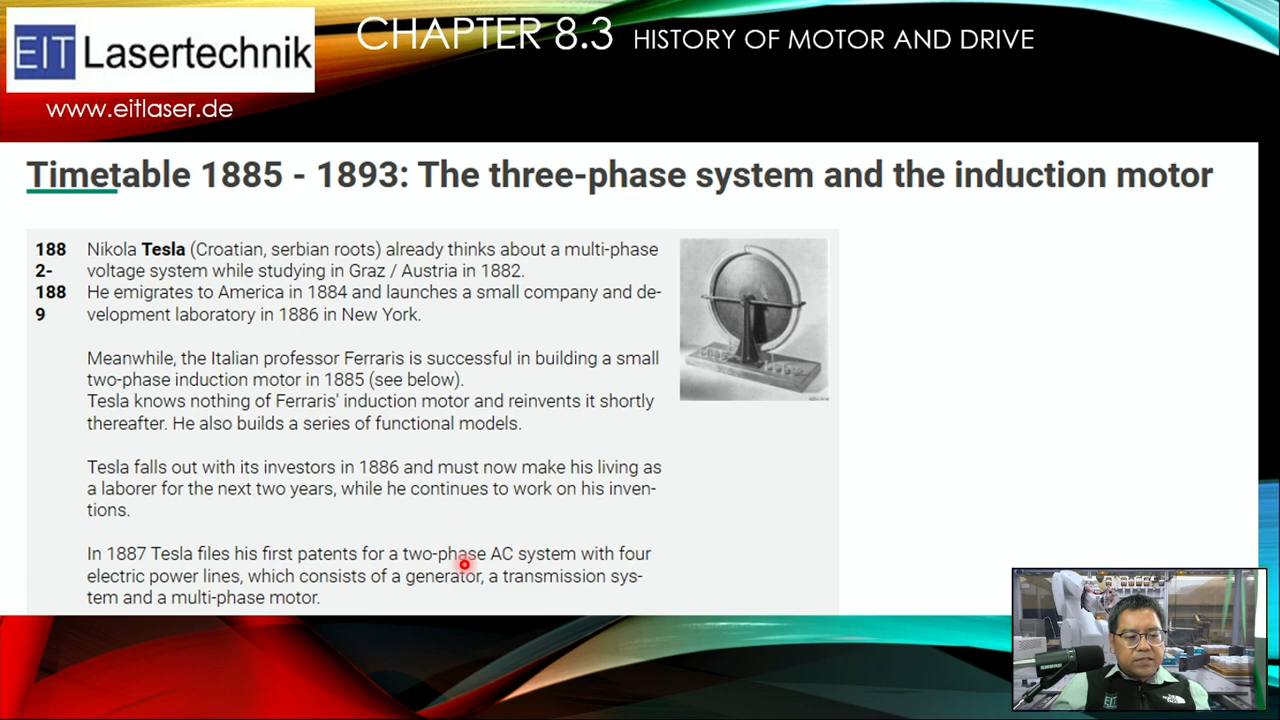 EIT Lasertechnik
CHAPTER 8.3 HISTORY OF MOTOR AND DRIVE
www.eitlaser.de
Timetable 1885 - 1893: The three-phase system and the induction motor
188
2-
188
9
Nikola Tesla (Croatian, serbian roots) already thinks about a multi-phase
voltage system while studying in Graz / Austria in 1882.
He emigrates to America in 1884 and launches a small company and de-
velopment laboratory in 1886 in New York.
Meanwhile, the Italian professor Ferraris is successful in building a small
two-phase induction motor in 1885 (see below).
Tesla knows nothing of Ferraris' induction motor and reinvents it shortly
thereafter. He also builds a series of functional models.
Tesla falls out with its investors in 1886 and must now make his living as
a laborer for the next two years, while he continues to work on his inven-
tions.
In 1887 Tesla files his first patents for a two-phase AC system with four
electric power lines, which consists of a generator, a transmission sys-
tem and a multi-phase motor.
SHURE
EIT